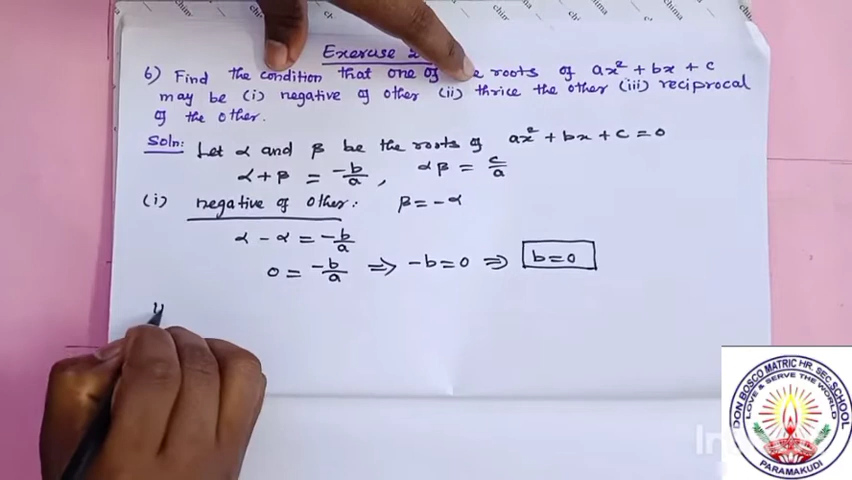 Exercise 2
6) Find the condition that one of the roots of ax² + bx + c
may be (i) negative of other (ii) thrice the other (iii) reciprocal
of the other.
Soln: Let α and β be the roots of ax² + bx + c = 0
α + β = -b/a , αβ = c/a
(i) negative of other: β = -α
α - α = -b/a
0 = -b/a ⇒ -b = 0 ⇒ b = 0
DON BOSCO MATRIC HR. SEC. SCHOOL
LOVE & SERVE THE WORLD
PARAMAKUDI